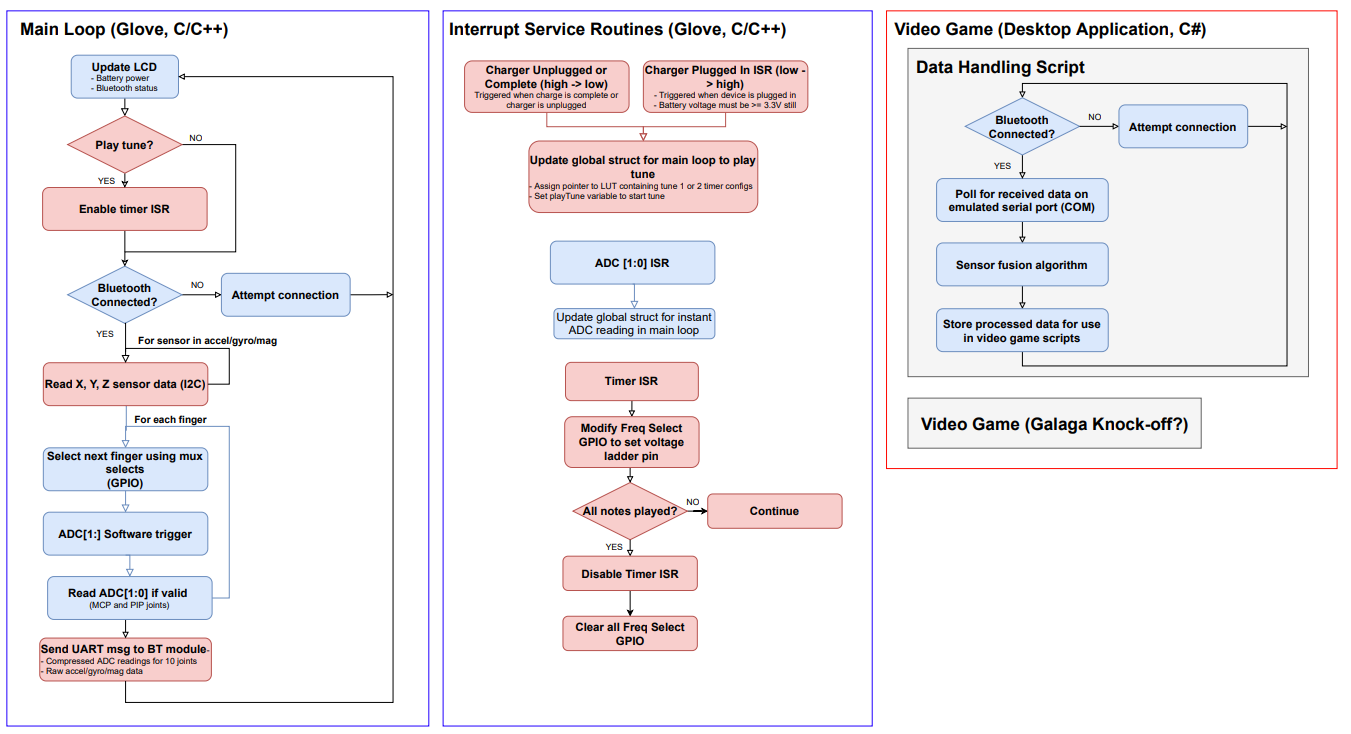 Main Loop (Glove, C/C++)
Update LCD
- Battery power
- Bluetooth status
Play tune?
NO
YES
Enable timer ISR
Bluetooth
Connected?
NO
Attempt connection
YES
For sensor in accel/gyro/mag
Read X, Y, Z sensor data (I2C)
For each finger
Select next finger using mux
selects
(GPIO)
ADC[1:] Software trigger
Read ADC[1:0] if valid
(MCP and PIP joints)
Send UART msg to BT module
- Compressed ADC readings for 10 joints
- Raw accel/gyro/mag data
Interrupt Service Routines (Glove, C/C++)
Charger Unplugged or
Complete (high -> low)
Triggered when charge is complete or
charger is unplugged
Charger Plugged In ISR (low -
> high)
- Triggered when device is plugged in
- Battery voltage must be >= 3.3V still
Update global struct for main loop to play
tune
- Assign pointer to LUT containing tune 1 or 2 timer configs
- Set playTune variable to start tune
ADC [1:0] ISR
Update global struct for instant
ADC reading in main loop
Timer ISR
Modify Freq Select
GPIO to set voltage
ladder pin
All notes played?
NO
Continue
YES
Disable Timer ISR
Clear all Freq Select
GPIO
Video Game (Desktop Application, C#)
Data Handling Script
Bluetooth
Connected?
NO
Attempt connection
YES
Poll for received data on
emulated serial port (COM)
Sensor fusion algorithm
Store processed data for use
in video game scripts
Video Game (Galaga Knock-off?)